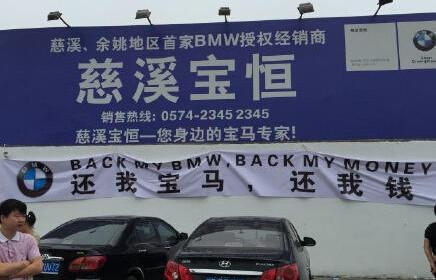 慈溪、余姚地区首家BMW授权经销商
慈溪宝恒
销售热线: 0574-2345 2345
慈溪宝恒—您身边的宝马专家!
BACK MY BMW, BACK MY MONEY
还我宝马，还我钱